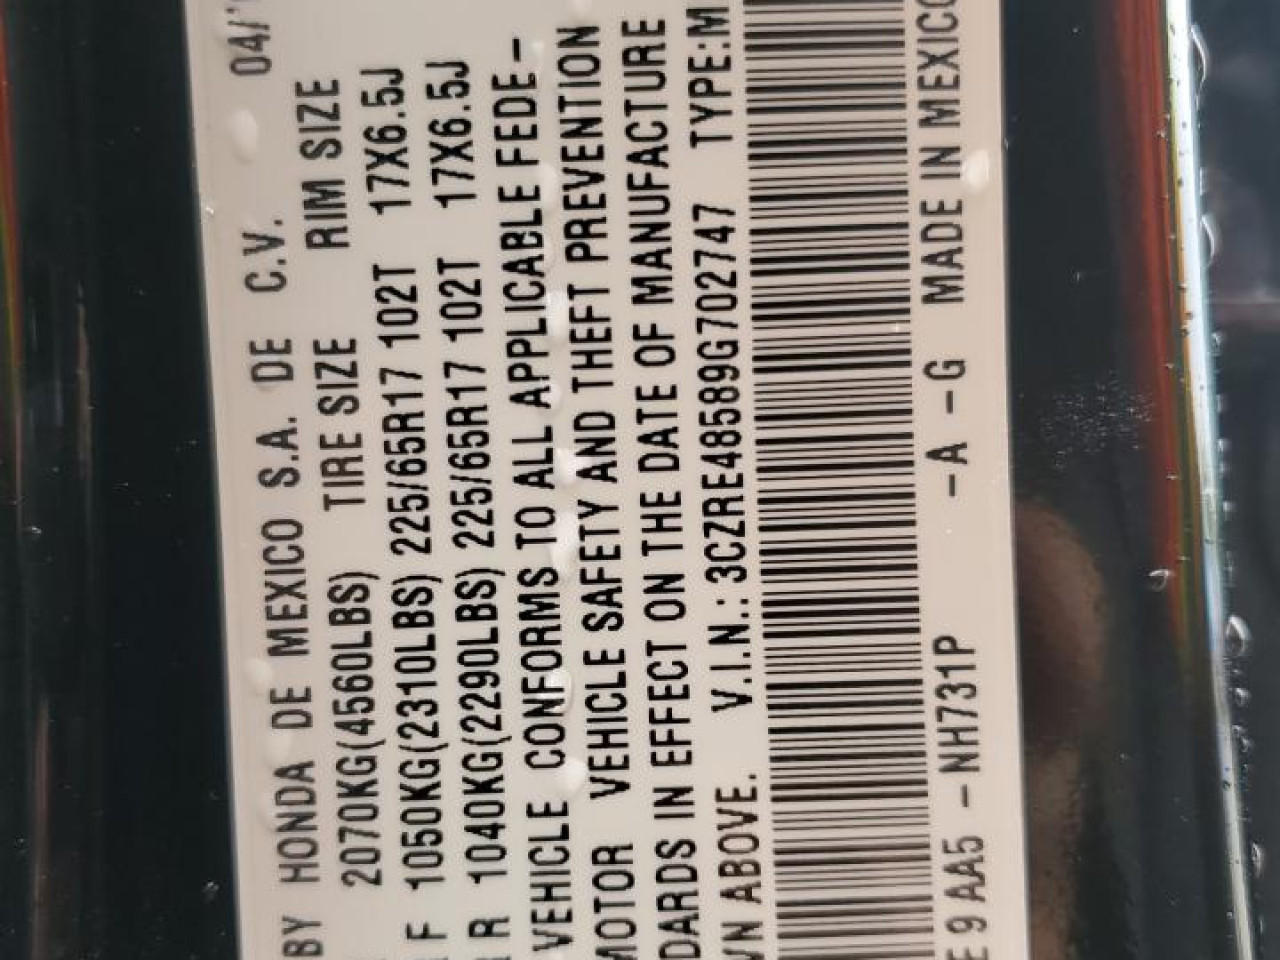 BY HONDA DE MEXICO S.A. DE C.V. 04/
2070KG(4560LBS) TIRE SIZE RIM SIZE
F 1050KG(2310LBS) 225/65R17 102T 17X6.5J
R 1040KG(2290LBS) 225/65R17 102T 17X6.5J
VEHICLE CONFORMS TO ALL APPLICABLE FEDE-
MOTOR VEHICLE SAFETY AND THEFT PREVENTION
DARDS IN EFFECT ON THE DATE OF MANUFACTURE
WN ABOVE. V.I.N.: 3CZRE48589G702747 TYPE:M
E 9 AA5 - NH731P -A -G MADE IN MEXICO